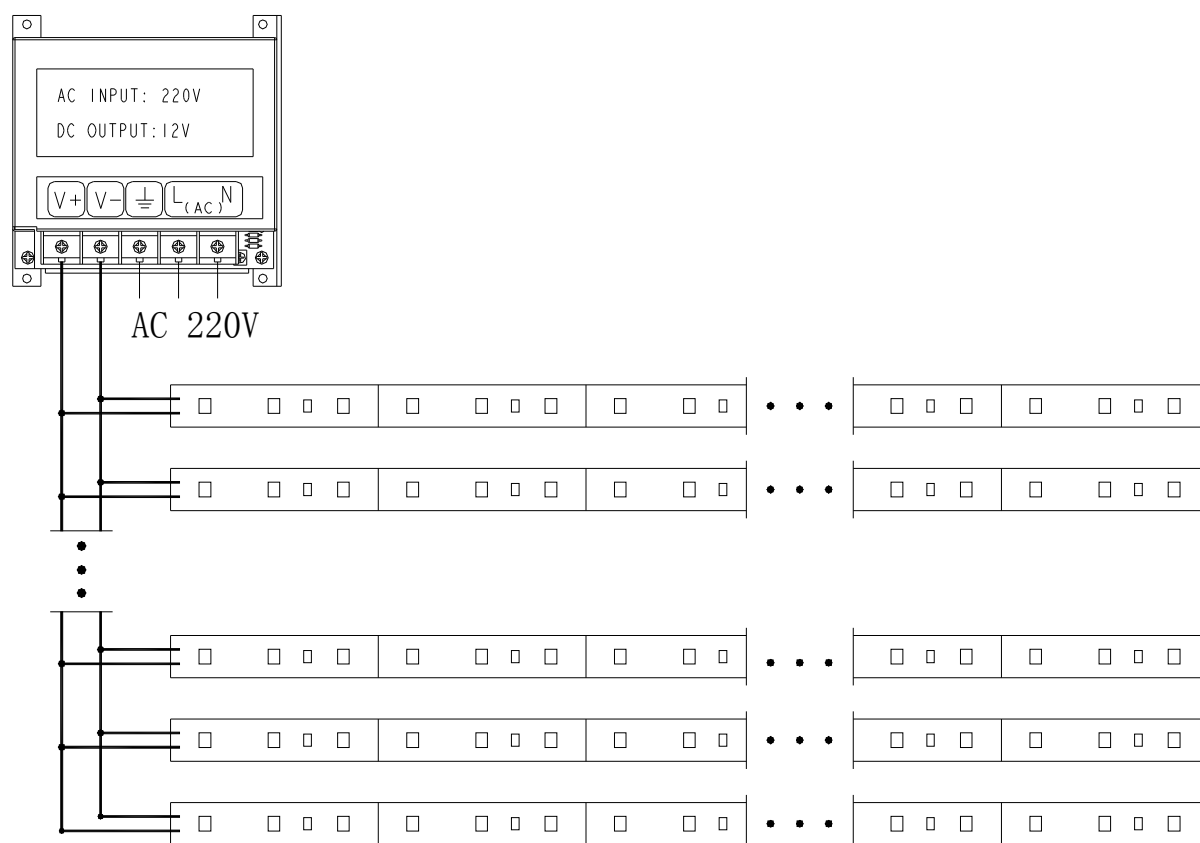 AC INPUT: 220V
DC OUTPUT:12V
V+ V- L(AC)N
AC 220V